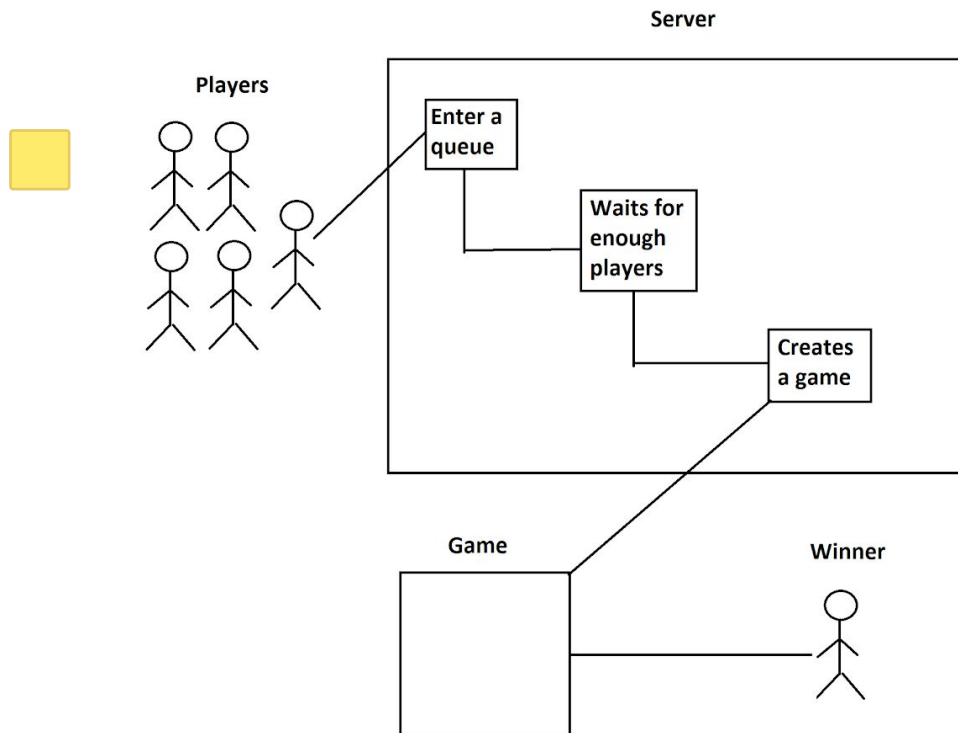 Server
Players
Enter a
queue
Waits for
enough
players
Creates
a game
Game
Winner